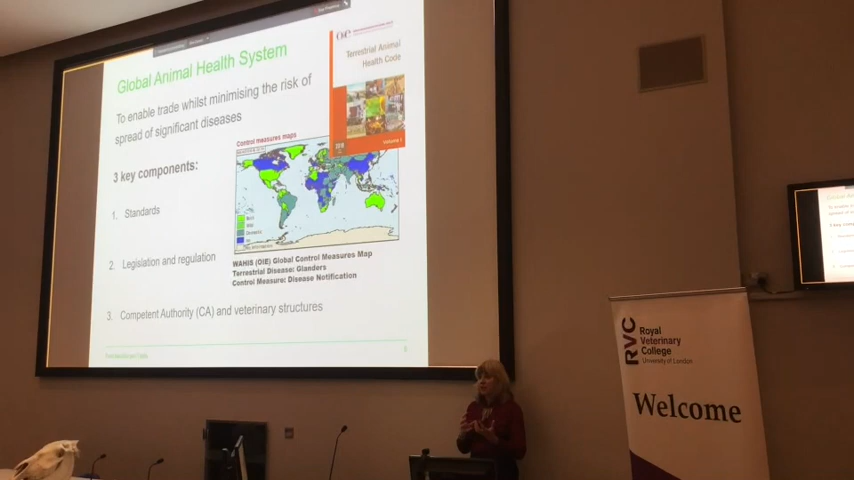 Global Animal Health System
To enable trade whilst minimising the risk of
spread of significant diseases
3 key components:
1. Standards
2. Legislation and regulation
3. Competent Authority (CA) and veterinary structures
Oie
Terrestrial Animal
Health Code
Volume I
Control measures maps
WAHIS (OIE) Global Control Measures Map
Terrestrial Disease: Glanders
Control Measure: Disease Notification
RVC
Royal
Veterinary
College
University of London
Welcome